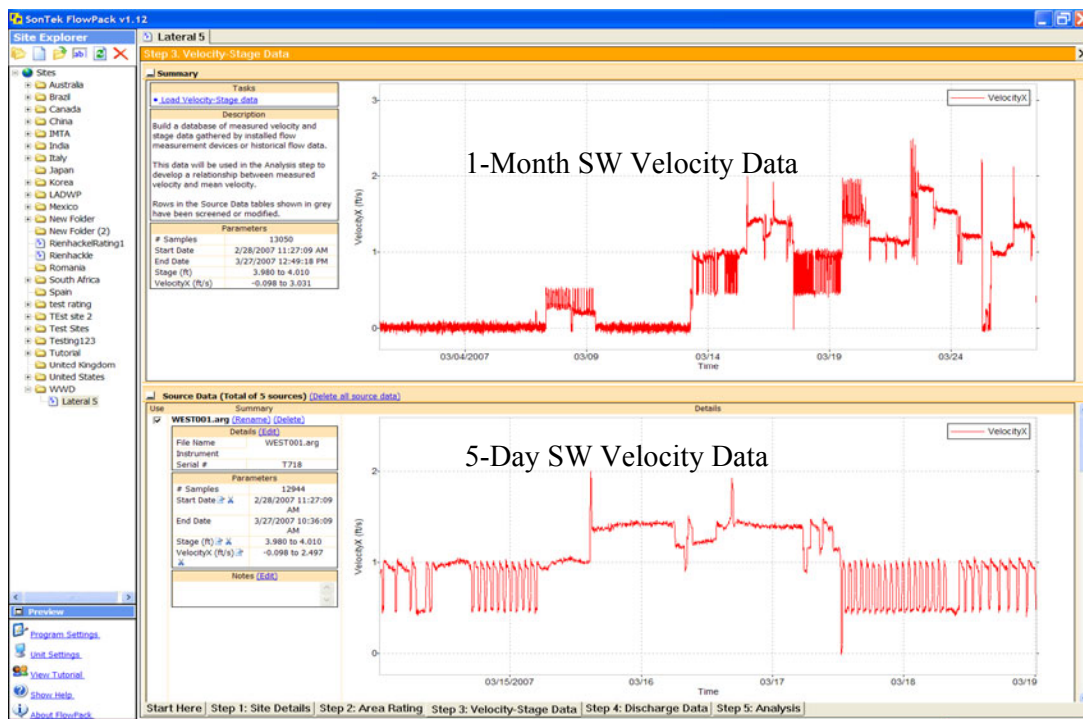 SonTek FlowPack v1.12
Site Explorer
Sites
Australia
Brazil
Canada
China
IMTA
India
Italy
Japan
Korea
LADWP
Mexico
New Folder
New Folder (2)
RienhackelRating1
Rienhackle
Romania
South Africa
Spain
test rating
TEst site 2
Test Sites
Testing123
Tutorial
United Kingdom
United States
WWD
Lateral 5
Preview
Program Settings
Unit Settings
View Tutorial
Show Help
About FlowPack
Lateral 5
Step 3: Velocity-Stage Data
Summary
Tasks
Load Velocity-Stage data
Description
Build a database of measured velocity and
stage data gathered by installed flow
measurement devices or historical flow data.
This data will be used in the Analysis step to
develop a relationship between measured
velocity and mean velocity.
Rows in the Source Data tables shown in grey
have been screened or modified.
Parameters
# Samples 13050
Start Date 2/28/2007 11:27:09 AM
End Date 3/27/2007 12:49:18 PM
Stage (ft) 3.980 to 4.010
VelocityX (ft/s) -0.098 to 3.031
VelocityX
1-Month SW Velocity Data
VelocityX (ft/s)
3
2
1
0
03/04/2007 03/09 03/14 03/19 03/24
Time
Source Data (Total of 5 sources) (Delete all source data)
Use Summary Details
WEST001.arg (Rename) (Delete)
Details (Edit)
File Name WEST001.arg
Instrument
Serial # T718
Parameters
# Samples 12944
Start Date 2/28/2007 11:27:09
AM
End Date 3/27/2007 10:36:09
AM
Stage (ft) 3.980 to 4.010
VelocityX (ft/s) -0.098 to 2.497
Notes (Edit)
VelocityX
5-Day SW Velocity Data
VelocityX (ft/s)
2
1
0
03/15/2007 03/16 03/17 03/18 03/19
Time
Start Here Step 1: Site Details Step 2: Area Rating Step 3: Velocity-Stage Data Step 4: Discharge Data Step 5: Analysis